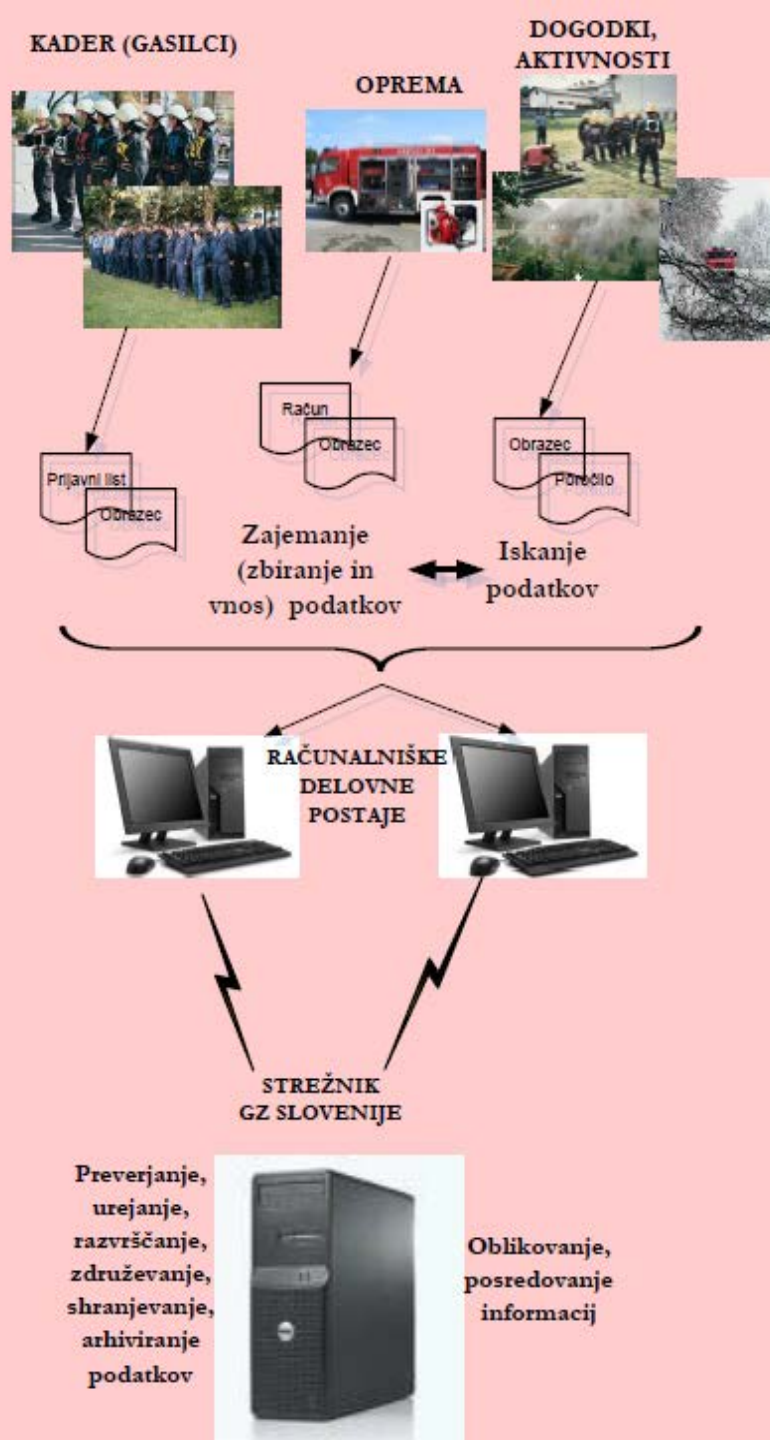 KADER (GASILCI)
OPREMA
DOGODKI,
AKTIVNOSTI
Prijavni list
Obrazec
Račun
Obrazec
Obrazec
Poročilo
Zajemanje
(zbiranje in
vnos) podatkov
Iskanje
podatkov
RAČUNALNIŠKE
DELOVNE
POSTAJE
STREŽNIK
GZ SLOVENIJE
Preverjanje,
urejanje,
razvrščanje,
združevanje,
shranjevanje,
arhiviranje
podatkov
Oblikovanje,
posredovanje
informacij